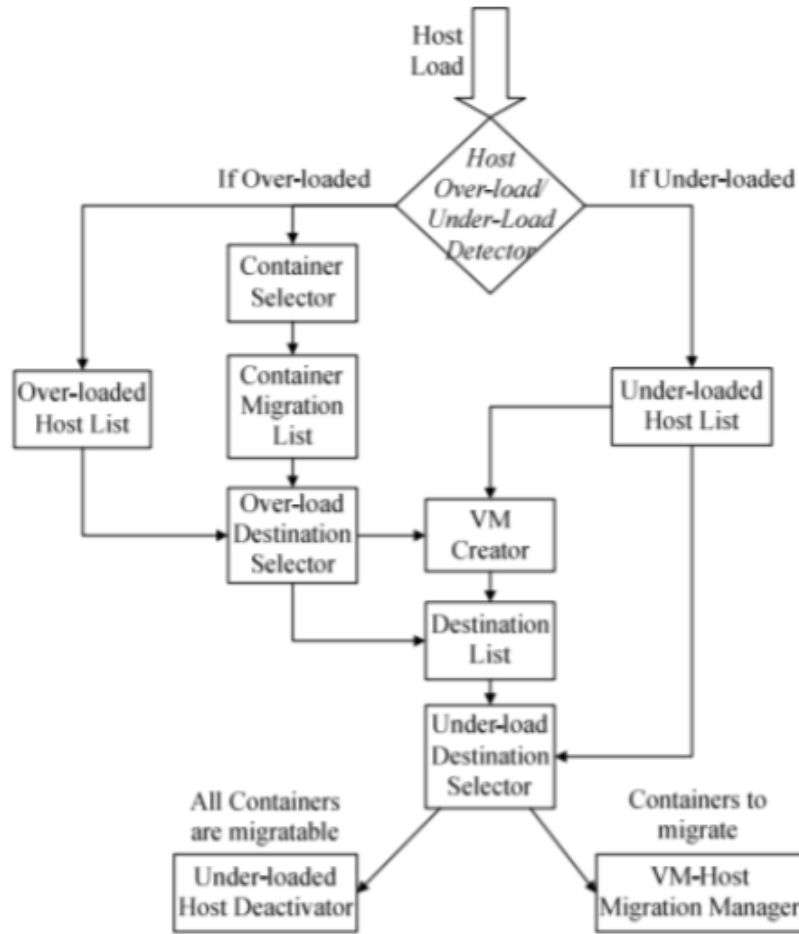 Host
Load
Host
Over-load/
Under-Load
Detector
If Over-loaded
If Under-loaded
Container
Selector
Over-loaded
Host List
Container
Migration
List
Under-loaded
Host List
Over-load
Destination
Selector
VM
Creator
Destination
List
Under-load
Destination
Selector
All Containers
are migratable
Containers to
migrate
Under-loaded
Host Deactivator
VM-Host
Migration Manager